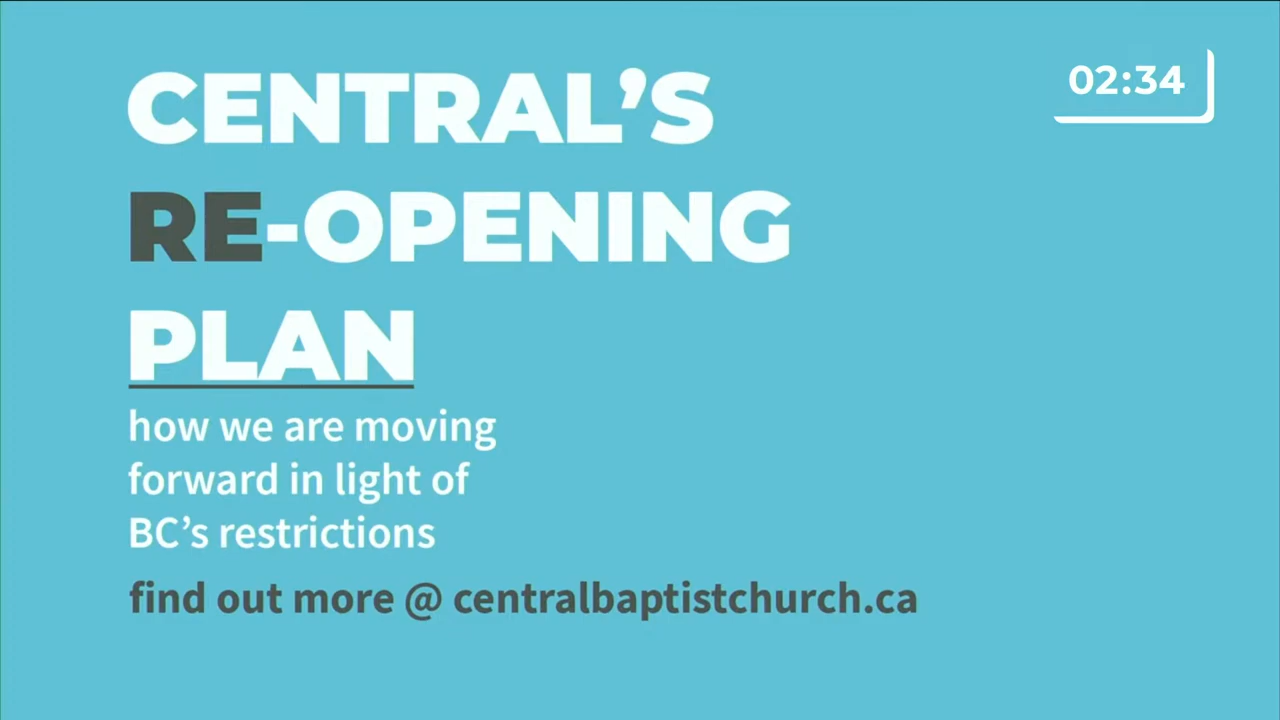 CENTRAL’S
02:34
RE-OPENING
PLAN
how we are moving
forward in light of
BC’s restrictions
find out more @ centralbaptistchurch.ca